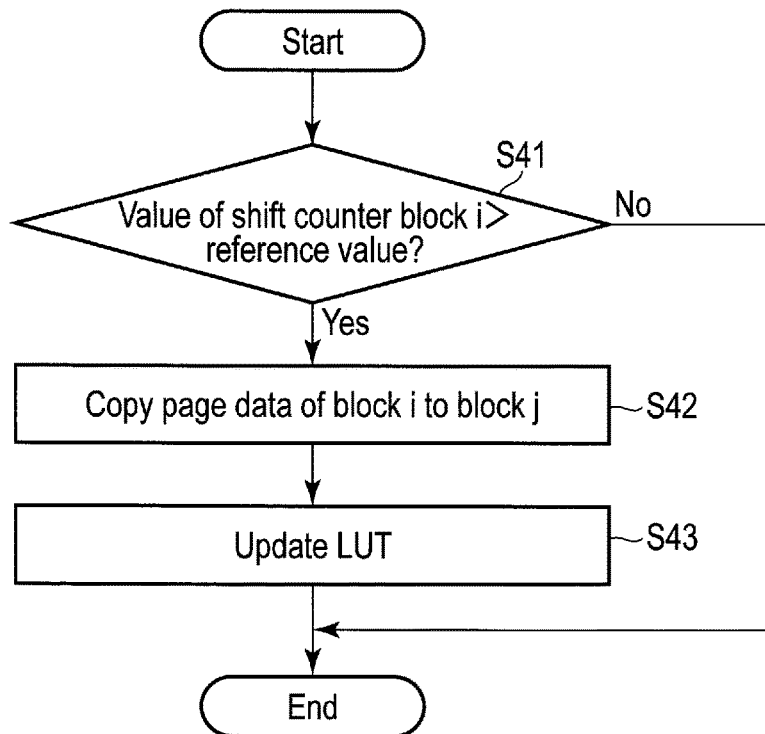 Start
S41
Value of shift counter block i>
reference value?
No
Yes
Copy page data of block i to block j
S42
Update LUT
S43
End